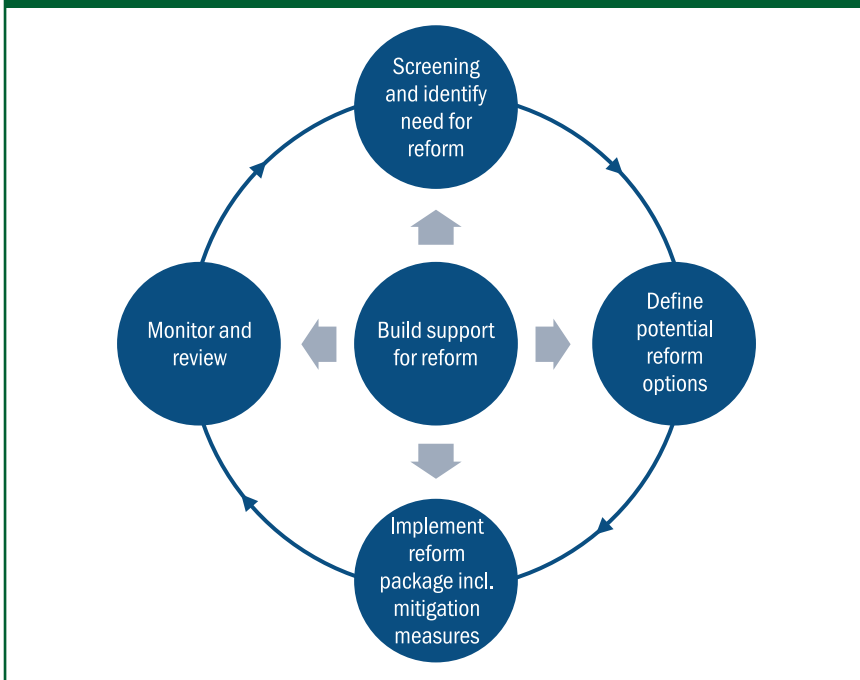 Screening
and identify
need for
reform
Monitor and
review
Build support
for reform
Define
potential
reform
options
Implement
reform
package incl.
mitigation
measures